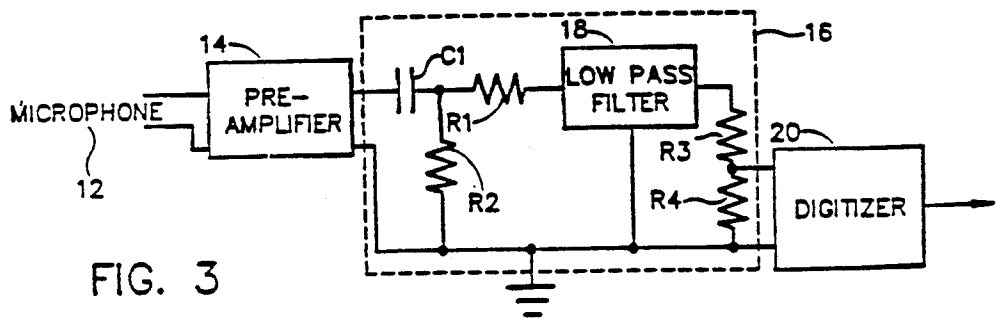 14
18
16
C1
LOW PASS
FILTER
PRE-
AMPLIFIER
MICROPHONE
R1
R3
20
12
R2
R4
DIGITIZER
FIG. 3